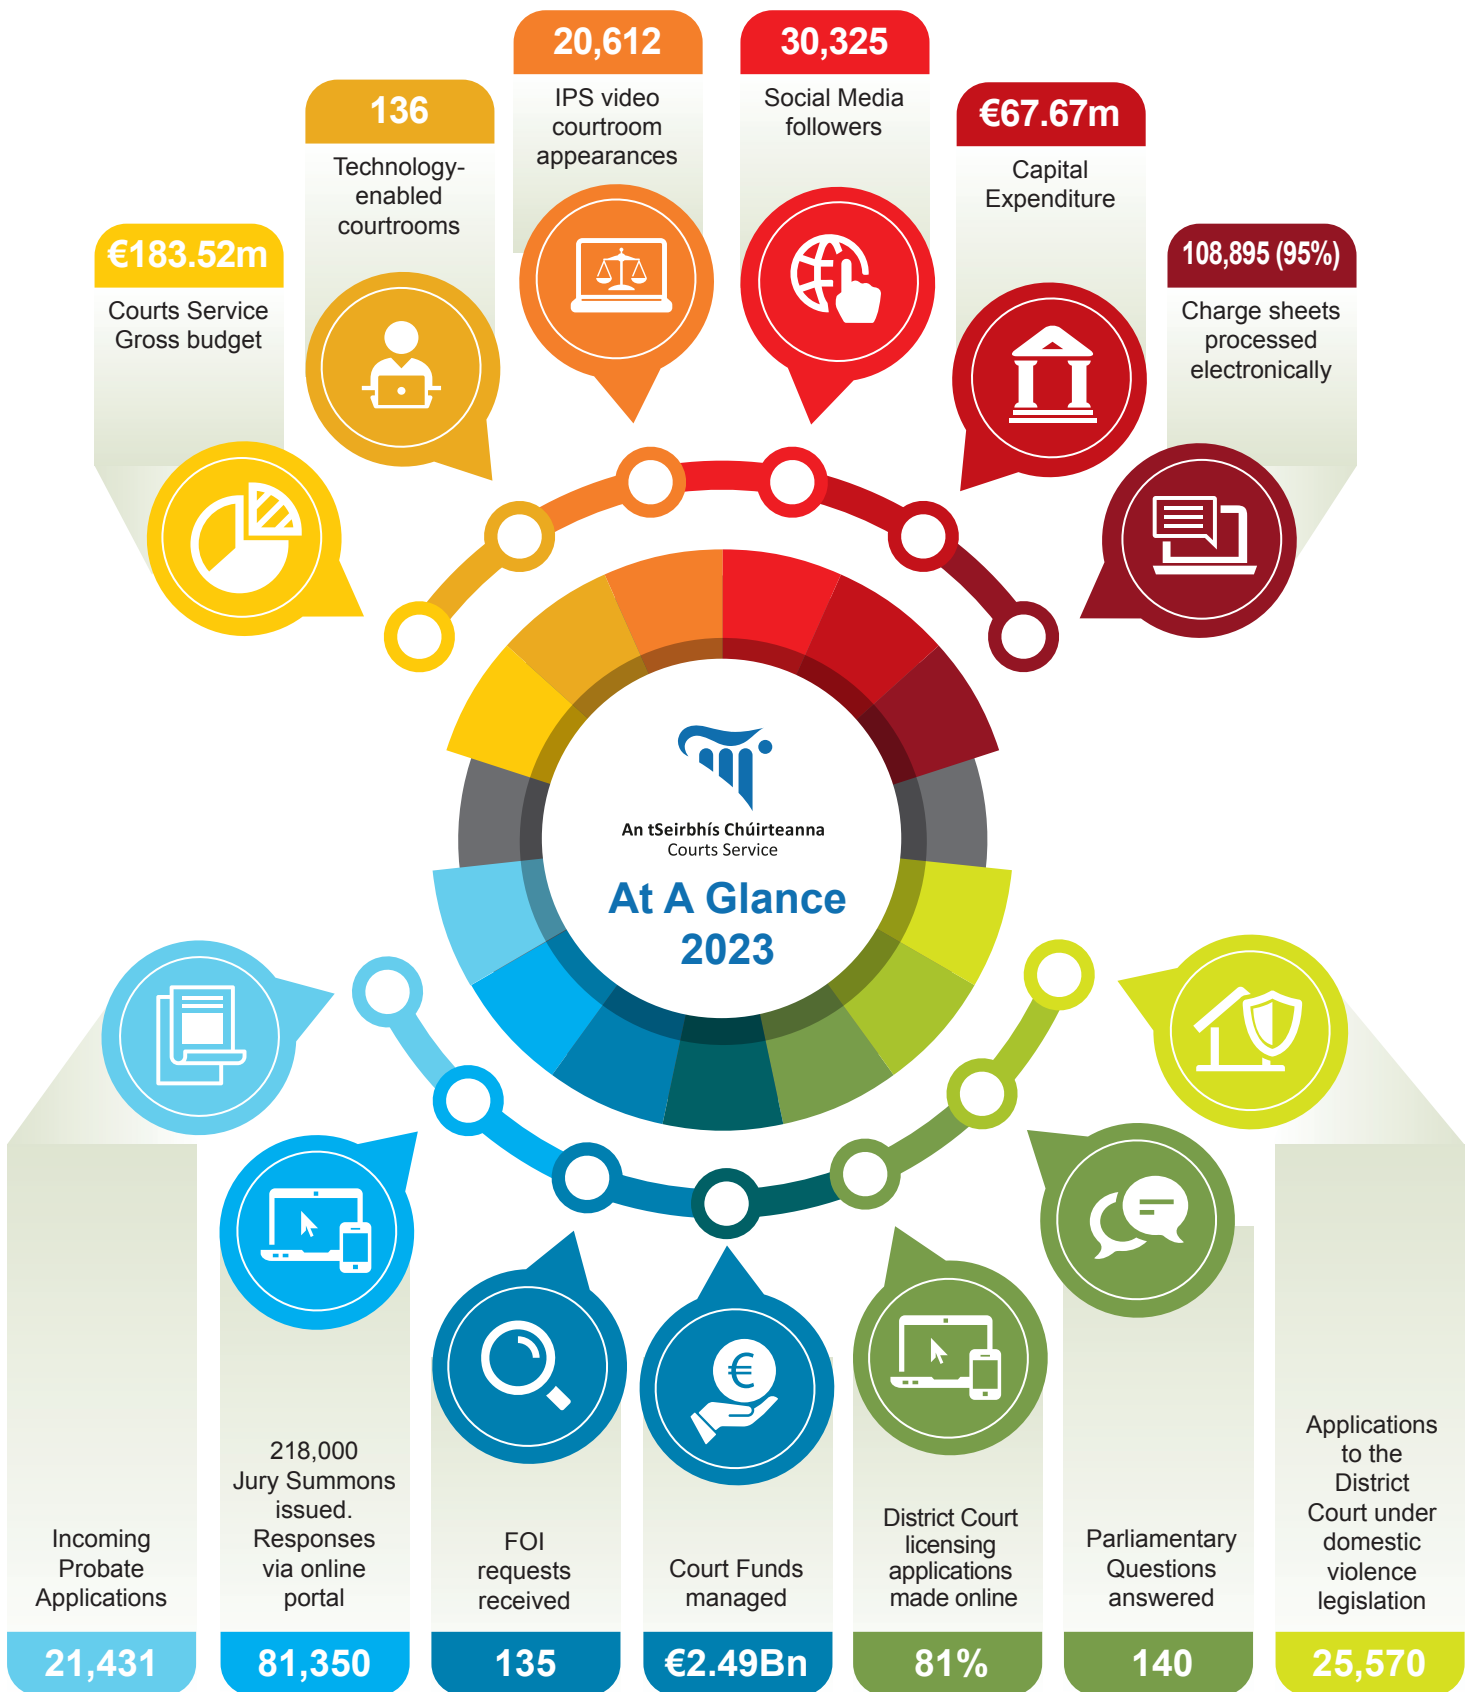 €183.52m
Courts Service
Gross budget
136
Technology-
enabled
courtrooms
20,612
IPS video
courtroom
appearances
30,325
Social Media
followers
€67.67m
Capital
Expenditure
108,895 (95%)
Charge sheets
processed
electronically
An tSeirbhís Chúirteanna
Courts Service
At A Glance
2023
Incoming
Probate
Applications
21,431
218,000
Jury Summons
issued.
Responses
via online
portal
81,350
FOI
requests
received
135
€
Court Funds
managed
€2.49Bn
District Court
licensing
applications
made online
81%
Parliamentary
Questions
answered
140
Applications
to the
District
Court under
domestic
violence
legislation
25,570